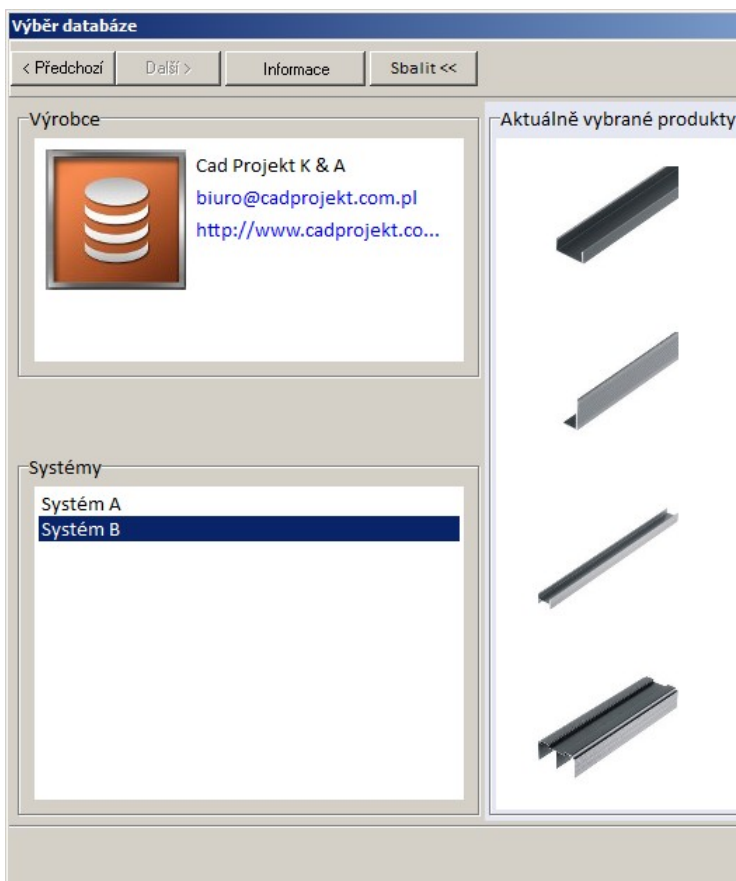 Výběr databáze
< Předchozí
Další >
Informace
Sbalit <<
Výrobce
Cad Projekt K & A
biuro@cadprojekt.com.pl
http://www.cadprojekt.co...
Systémy
Systém A
Systém B
Aktuálně vybrané produkty